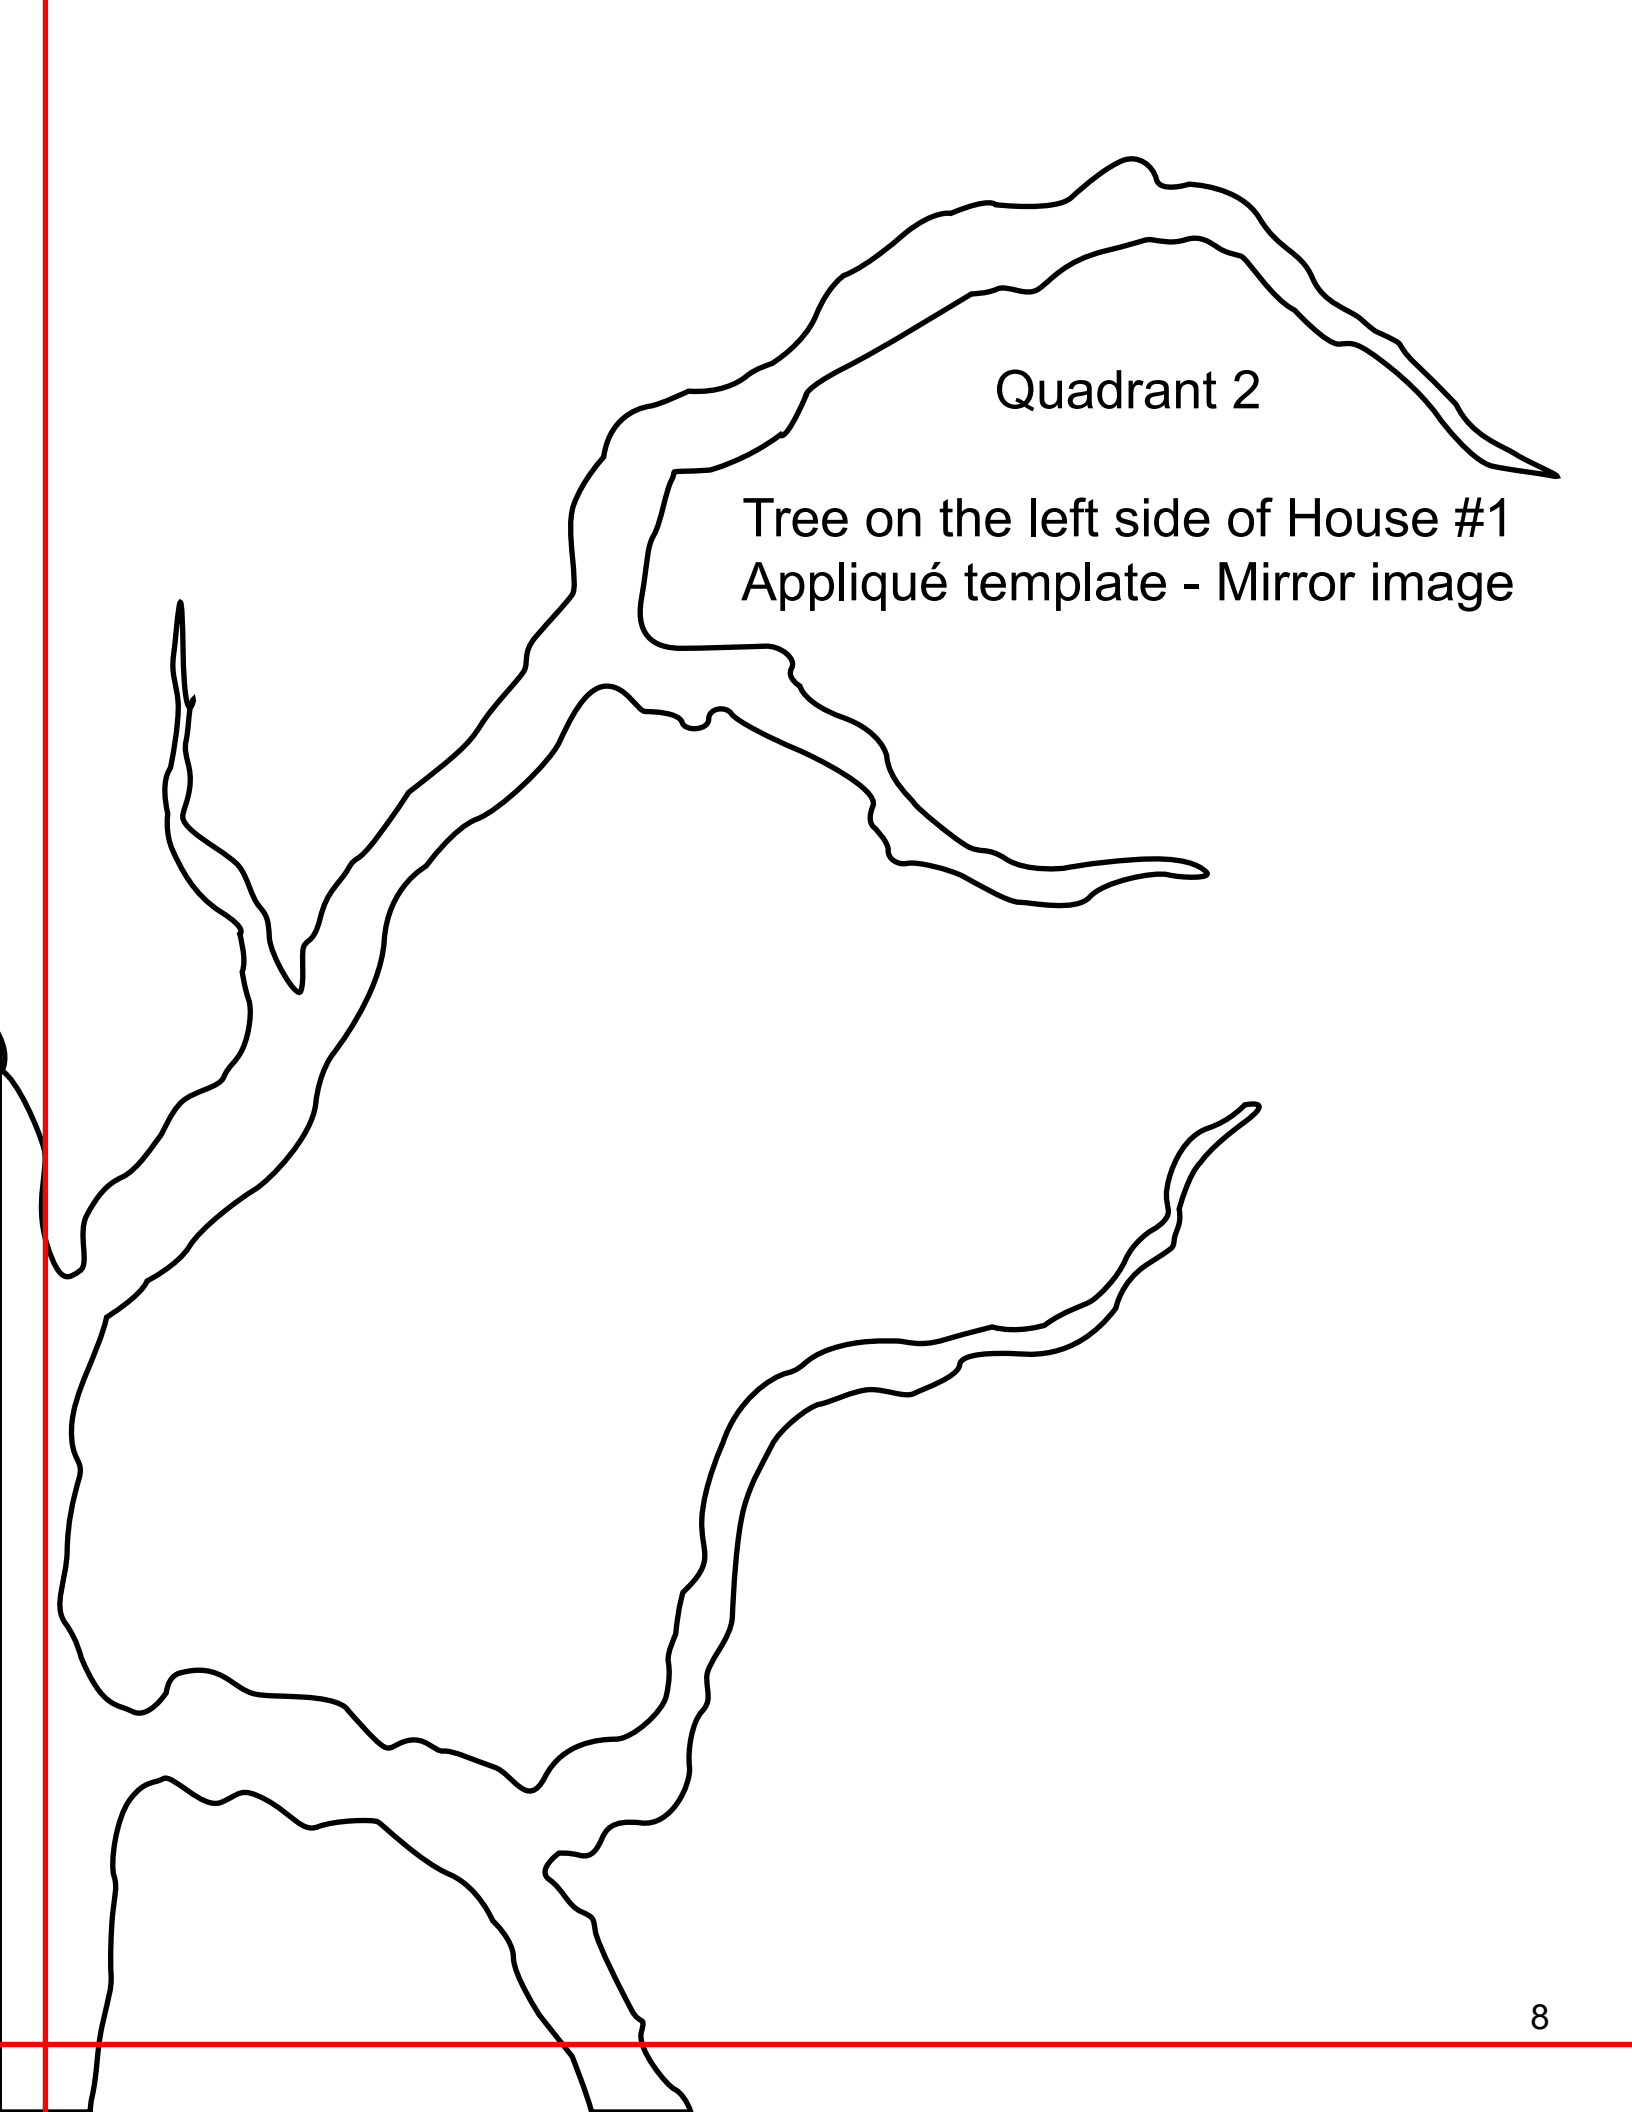 Quadrant 2
Tree on the left side of House #1
Appliqué template - Mirror image
8